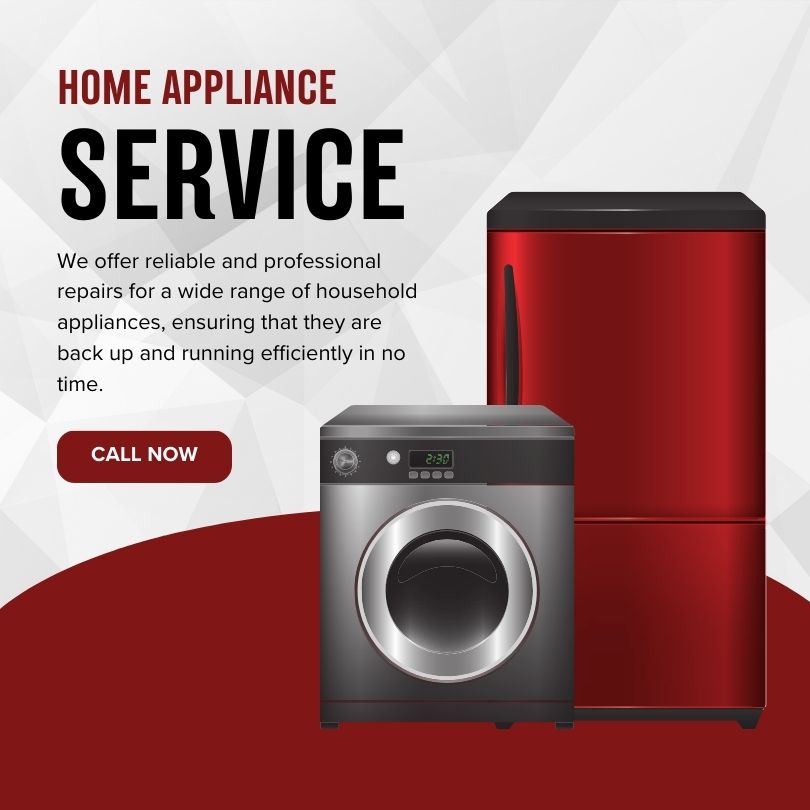 HOME APPLIANCE
SERVICE
We offer reliable and professional
repairs for a wide range of household
appliances, ensuring that they are
back up and running efficiently in no
time.
CALL NOW
2:30